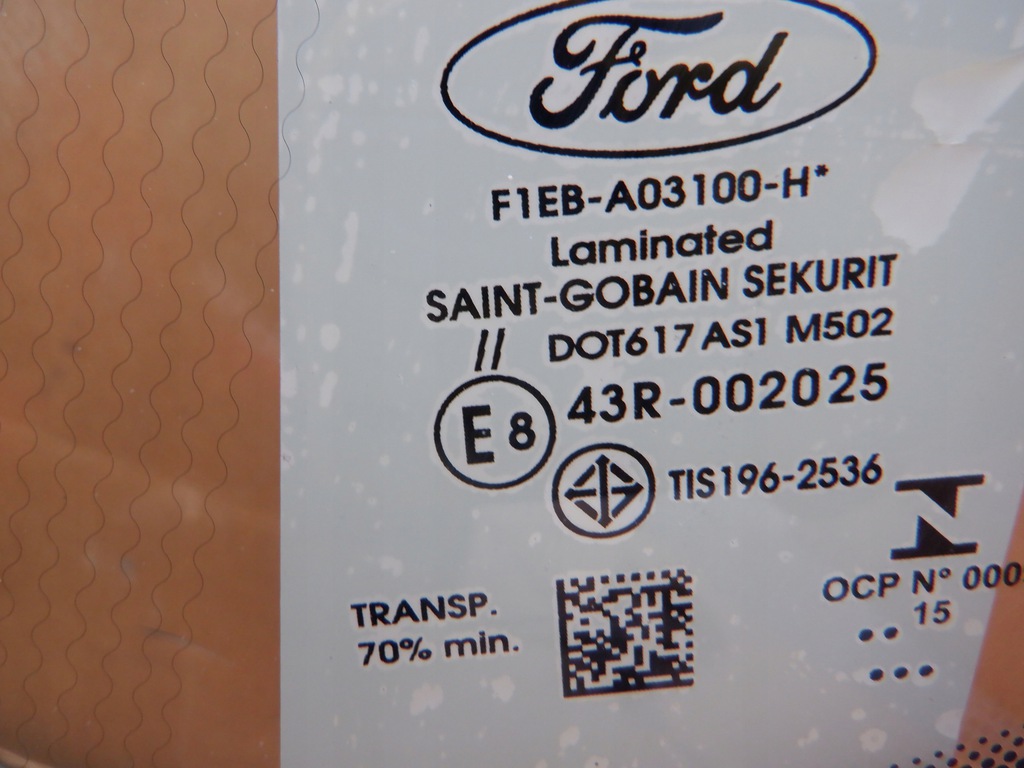 Ford
F1EB-A03100-H*
Laminated
SAINT-GOBAIN SEKURIT
// DOT617 AS1 M502
E8 43R-002025
TIS196-2536
OCP N° 000
15
TRANSP.
70% min.